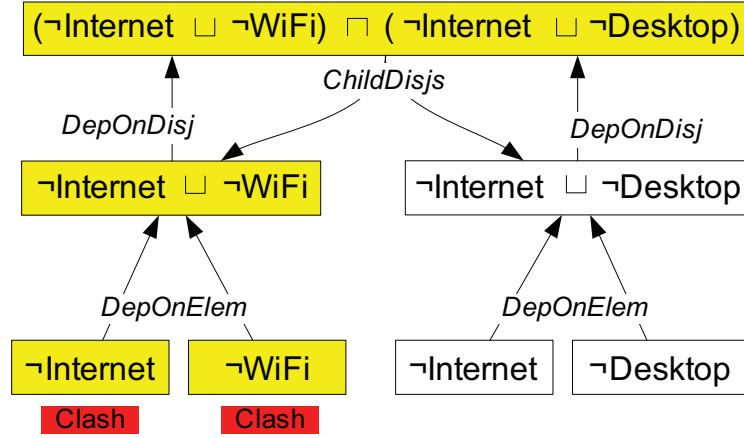 (¬Internet ⊔ ¬WiFi) ⊓ ( ¬Internet ⊔ ¬Desktop)
ChildDisjs
DepOnDisj
DepOnDisj
¬Internet ⊔ ¬WiFi
¬Internet ⊔ ¬Desktop
DepOnElem
DepOnElem
¬Internet
¬WiFi
¬Internet
¬Desktop
Clash
Clash